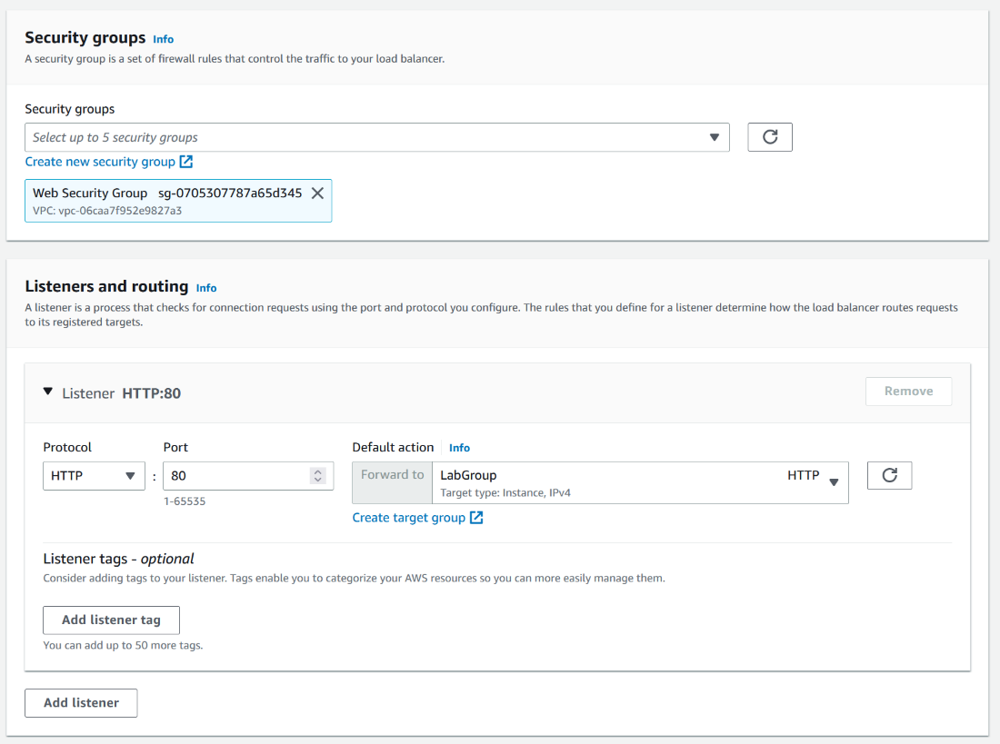 Security groups Info
A security group is a set of firewall rules that control the traffic to your load balancer.
Security groups
Select up to 5 security groups
Create new security group
Web Security Group sg-0705307787a65d345
VPC: vpc-06caa7f952e9827a3
Listeners and routing Info
A listener is a process that checks for connection requests using the port and protocol you configure. The rules that you define for a listener determine how the load balancer routes requests
to its registered targets.
Listener HTTP:80
Remove
Protocol Port Default action Info
HTTP : 80 Forward to LabGroup HTTP
Target type: Instance, IPv4
1-65535
Create target group
Listener tags - optional
Consider adding tags to your listener. Tags enable you to categorize your AWS resources so you can more easily manage them.
Add listener tag
You can add up to 50 more tags.
Add listener